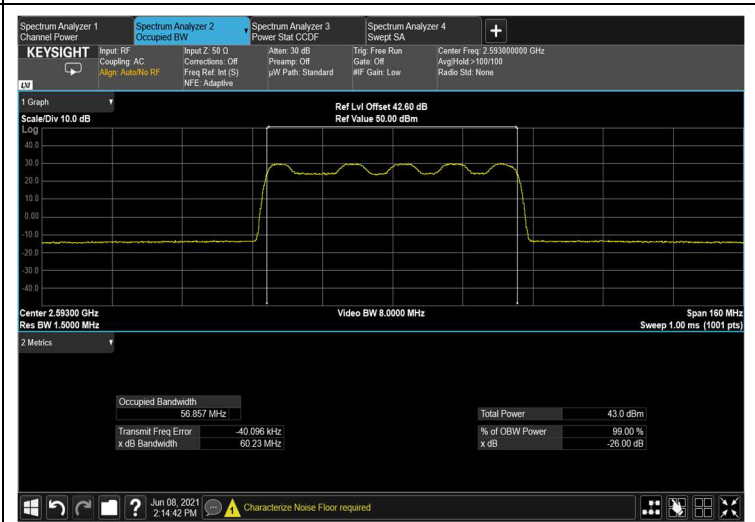 Spectrum Analyzer 1
Channel Power
Spectrum Analyzer 2
Occupied BW
Spectrum Analyzer 3
Power Stat CCDF
Spectrum Analyzer 4
Swept SA
KEYSIGHT
LXI
Input: RF
Coupling: AC
Align: Auto/No RF
Input Z: 50 Ω
Corrections: Off
Freq Ref: Int (S)
NFE: Adaptive
Atten: 30 dB
Preamp: Off
µW Path: Standard
Trig: Free Run
Gate: Off
#IF Gain: Low
Center Freq: 2.593000000 GHz
Avg|Hold:>100/100
Radio Std: None
1 Graph
Scale/Div 10.0 dB
Ref Lvl Offset 42.60 dB
Ref Value 50.00 dBm
Log
40.0
30.0
20.0
10.0
0.00
-10.0
-20.0
-30.0
-40.0
Center 2.59300 GHz
Res BW 1.5000 MHz
Video BW 8.0000 MHz
Span 160 MHz
Sweep 1.00 ms (1001 pts)
2 Metrics
Occupied Bandwidth
56.857 MHz
Transmit Freq Error -40.096 kHz
x dB Bandwidth 60.23 MHz
Total Power 43.0 dBm
% of OBW Power 99.00 %
x dB -26.00 dB
Jun 08, 2021
2:14:42 PM
Characterize Noise Floor required